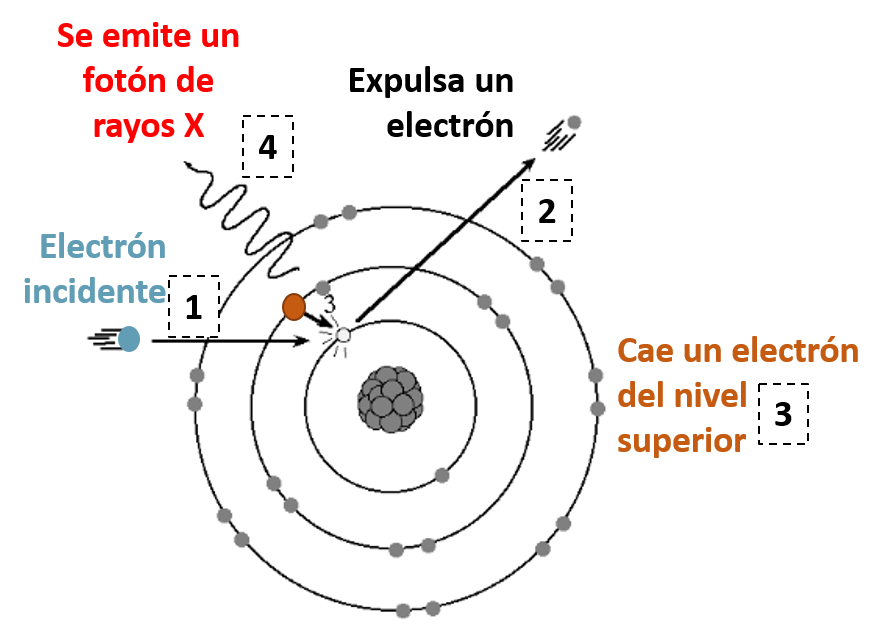 Se emite un
fotón de
rayos X
4
Expulsa un
electrón
2
Electrón
incidente
1
3
Cae un electrón
del nivel
superior
3